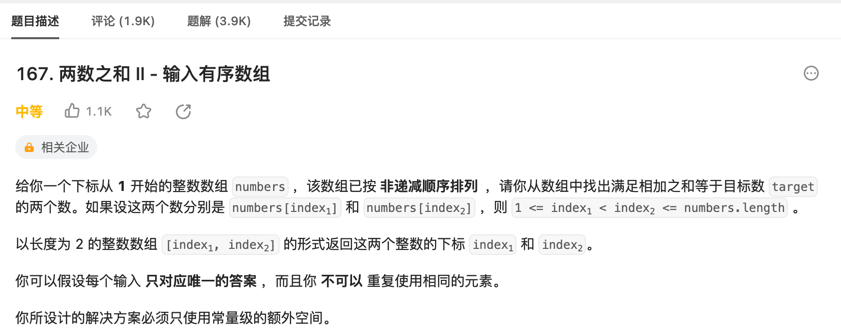 题目描述 评论 (1.9K) 题解 (3.9K) 提交记录
167. 两数之和 II - 输入有序数组
中等 1.1K
相关企业
给你一个下标从 1 开始的整数数组 numbers ，该数组已按 非递减顺序排列 ，请你从数组中找出满足相加之和等于目标数 target
的两个数。如果设这两个数分别是 numbers[index₁] 和 numbers[index₂] ，则 1 <= index₁ < index₂ <= numbers.length 。
以长度为 2 的整数数组 [index₁, index₂] 的形式返回这两个整数的下标 index₁ 和 index₂。
你可以假设每个输入 只对应唯一的答案 ，而且你 不可以 重复使用相同的元素。
你所设计的解决方案必须只使用常量级的额外空间。